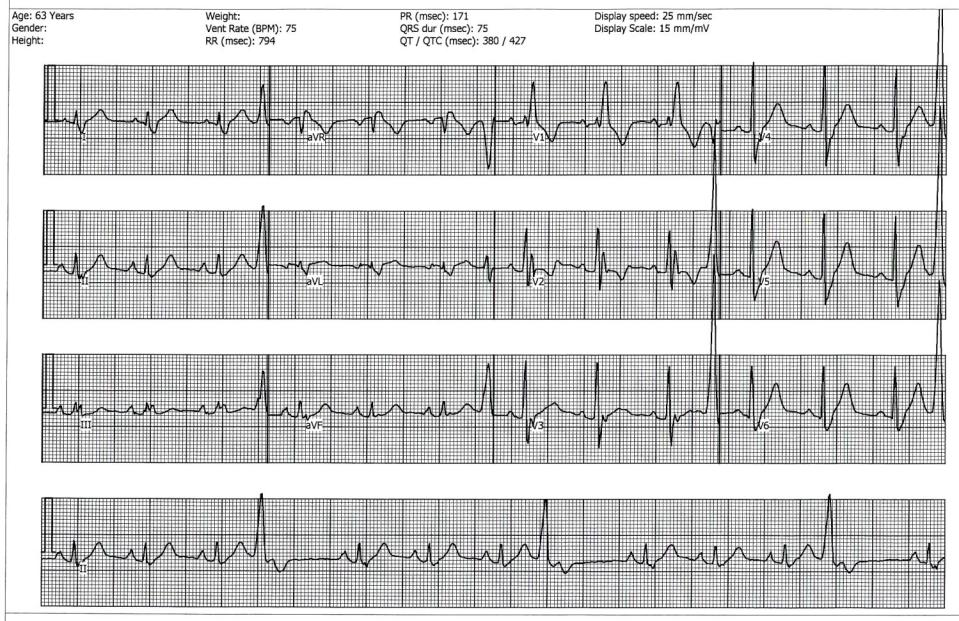 Age: 63 Years Weight: PR (msec): 171 Display speed: 25 mm/sec
Gender: Vent Rate (BPM): 75 QRS dur (msec): 75 Display Scale: 15 mm/mV
Height: RR (msec): 794 QT / QTC (msec): 380 / 427
I aVR V1 V4
II aVL V2 V5
III aVF V3 V6
II